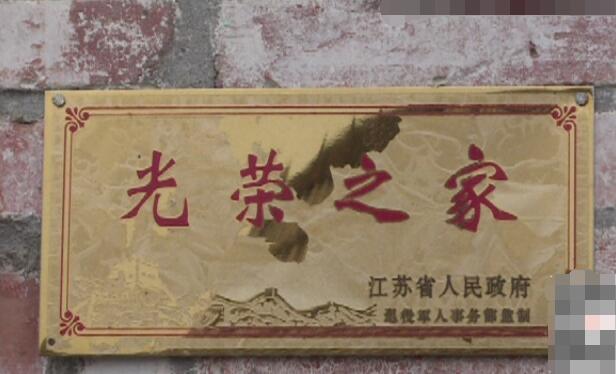 光荣之家
江苏省人民政府
退役军人事务部监制